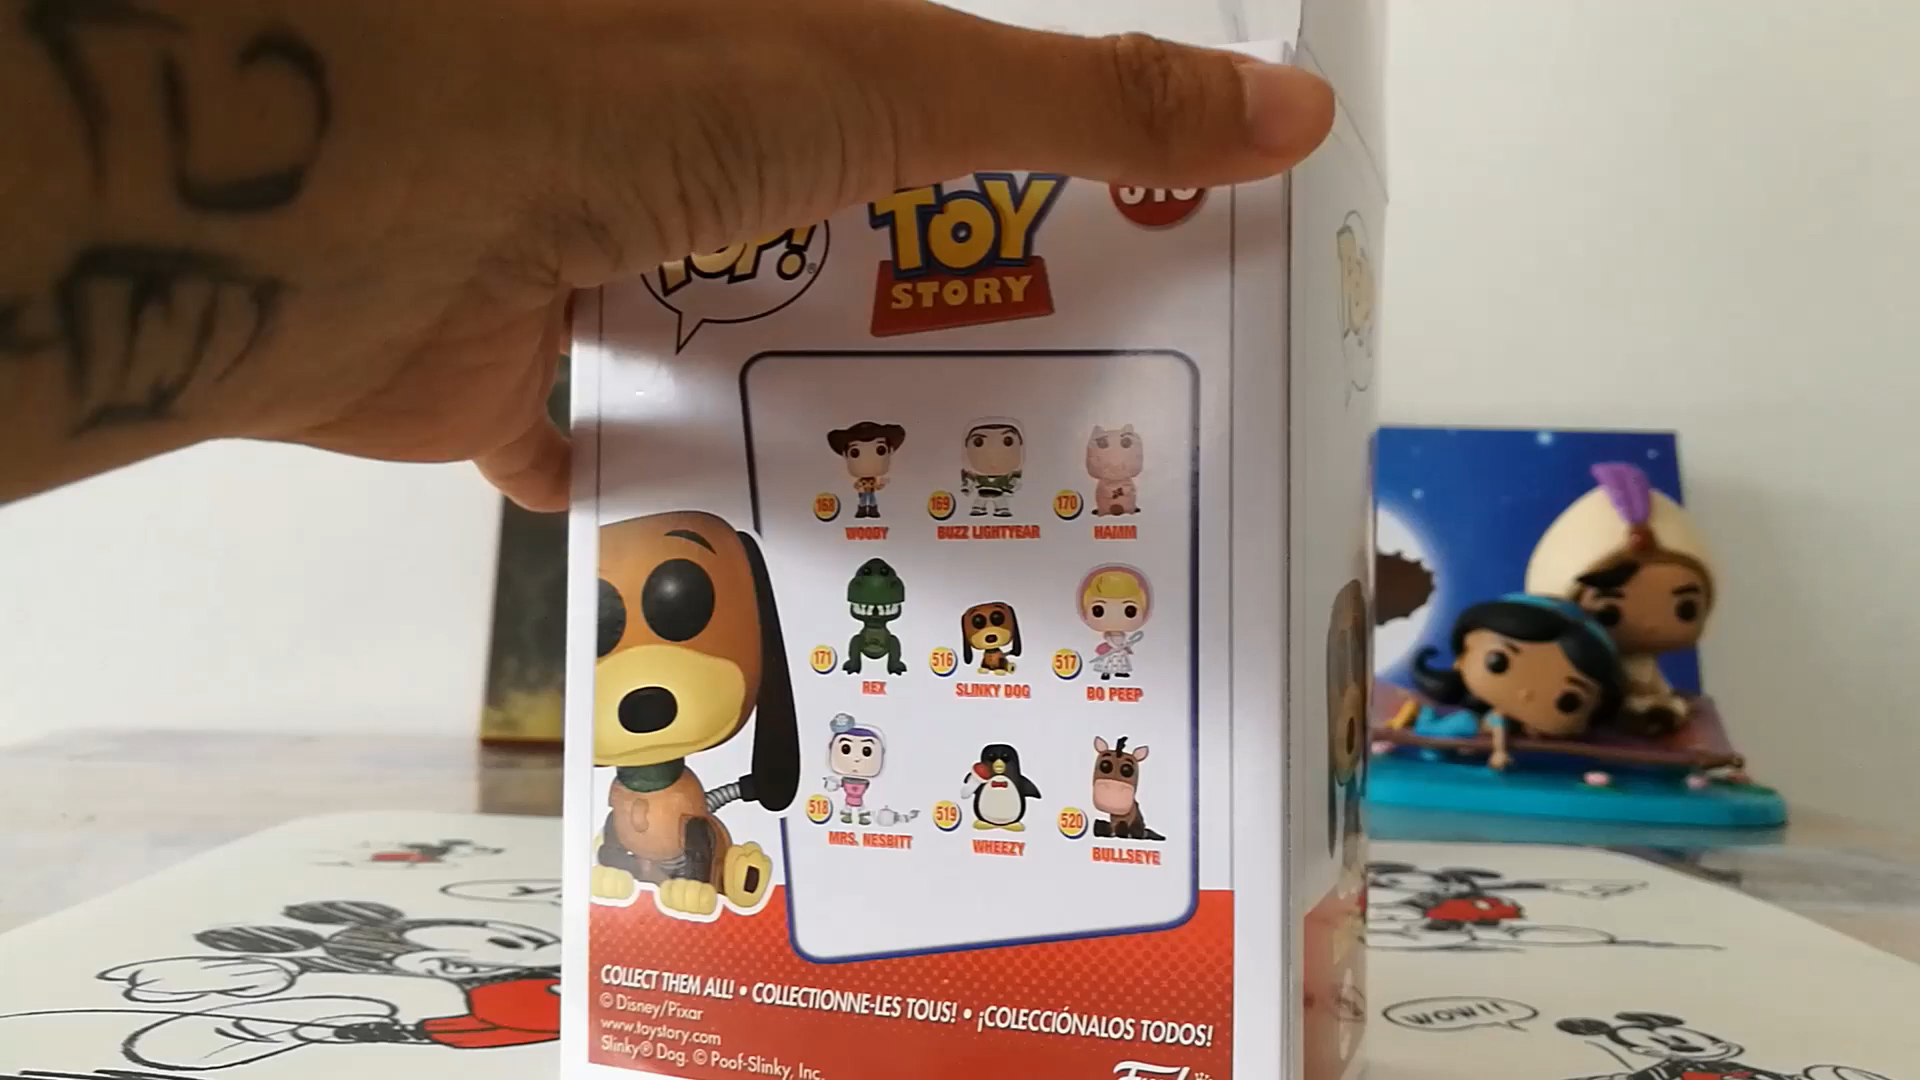 POP!
TOY
STORY
168
WOODY
169
BUZZ LIGHTYEAR
170
HAMM
171
REX
516
SLINKY DOG
517
BO PEEP
518
MRS. NESBITT
519
WHEEZY
520
BULLSEYE
COLLECT THEM ALL! • COLLECTIONNE-LES TOUS! • ¡COLECCIÓNALOS TODOS!
© Disney/Pixar
www.toystory.com
Slinky® Dog. © Poof-Slinky, Inc.
Funko
WOW!!